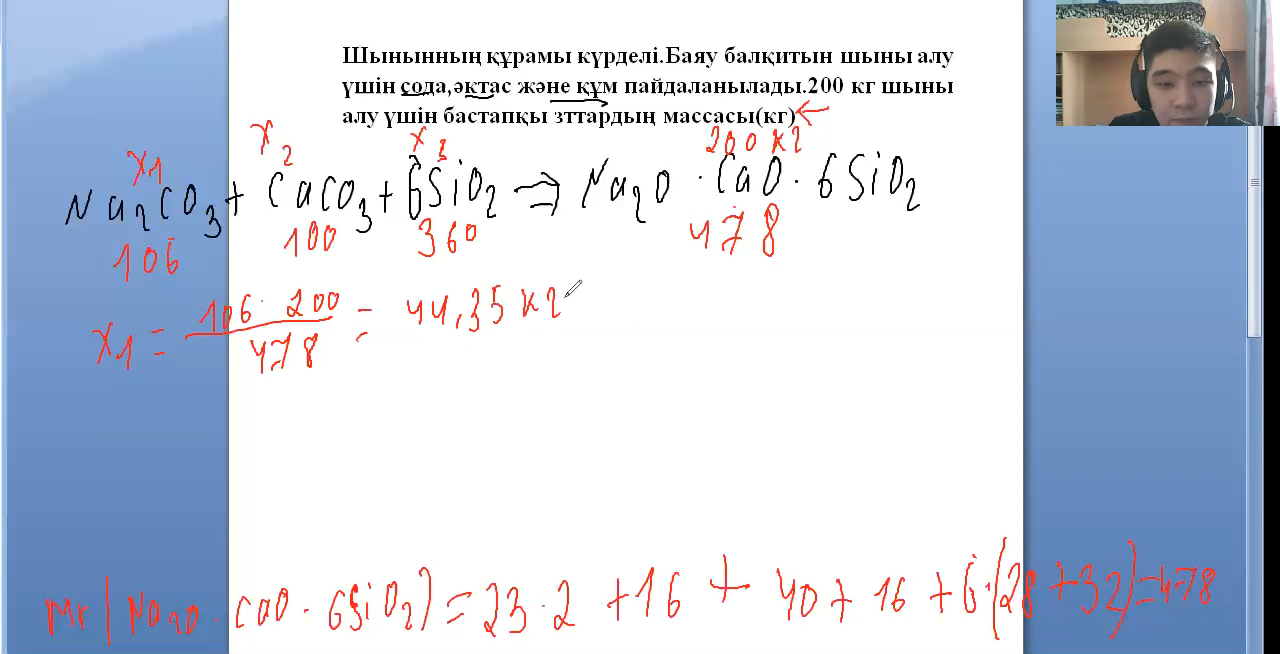 Шынынның құрамы күрделі.Баяу балқитын шыны алу
үшін сода,әктас және құм пайдаланылады.200 кг шыны
алу үшін бастапқы зттардың массасы(кг)
x1 x2 x3 200 кг
Na2CO3 + CaCO3 + 6SiO2 ⇒ Na2O · CaO · 6SiO2
106 100 360 478
x1 = 106 · 200 / 478 = 44,35 кг
Mr(Na2O · CaO · 6SiO2) = 23·2 + 16 + 40 + 16 + 6·(28+32) = 478